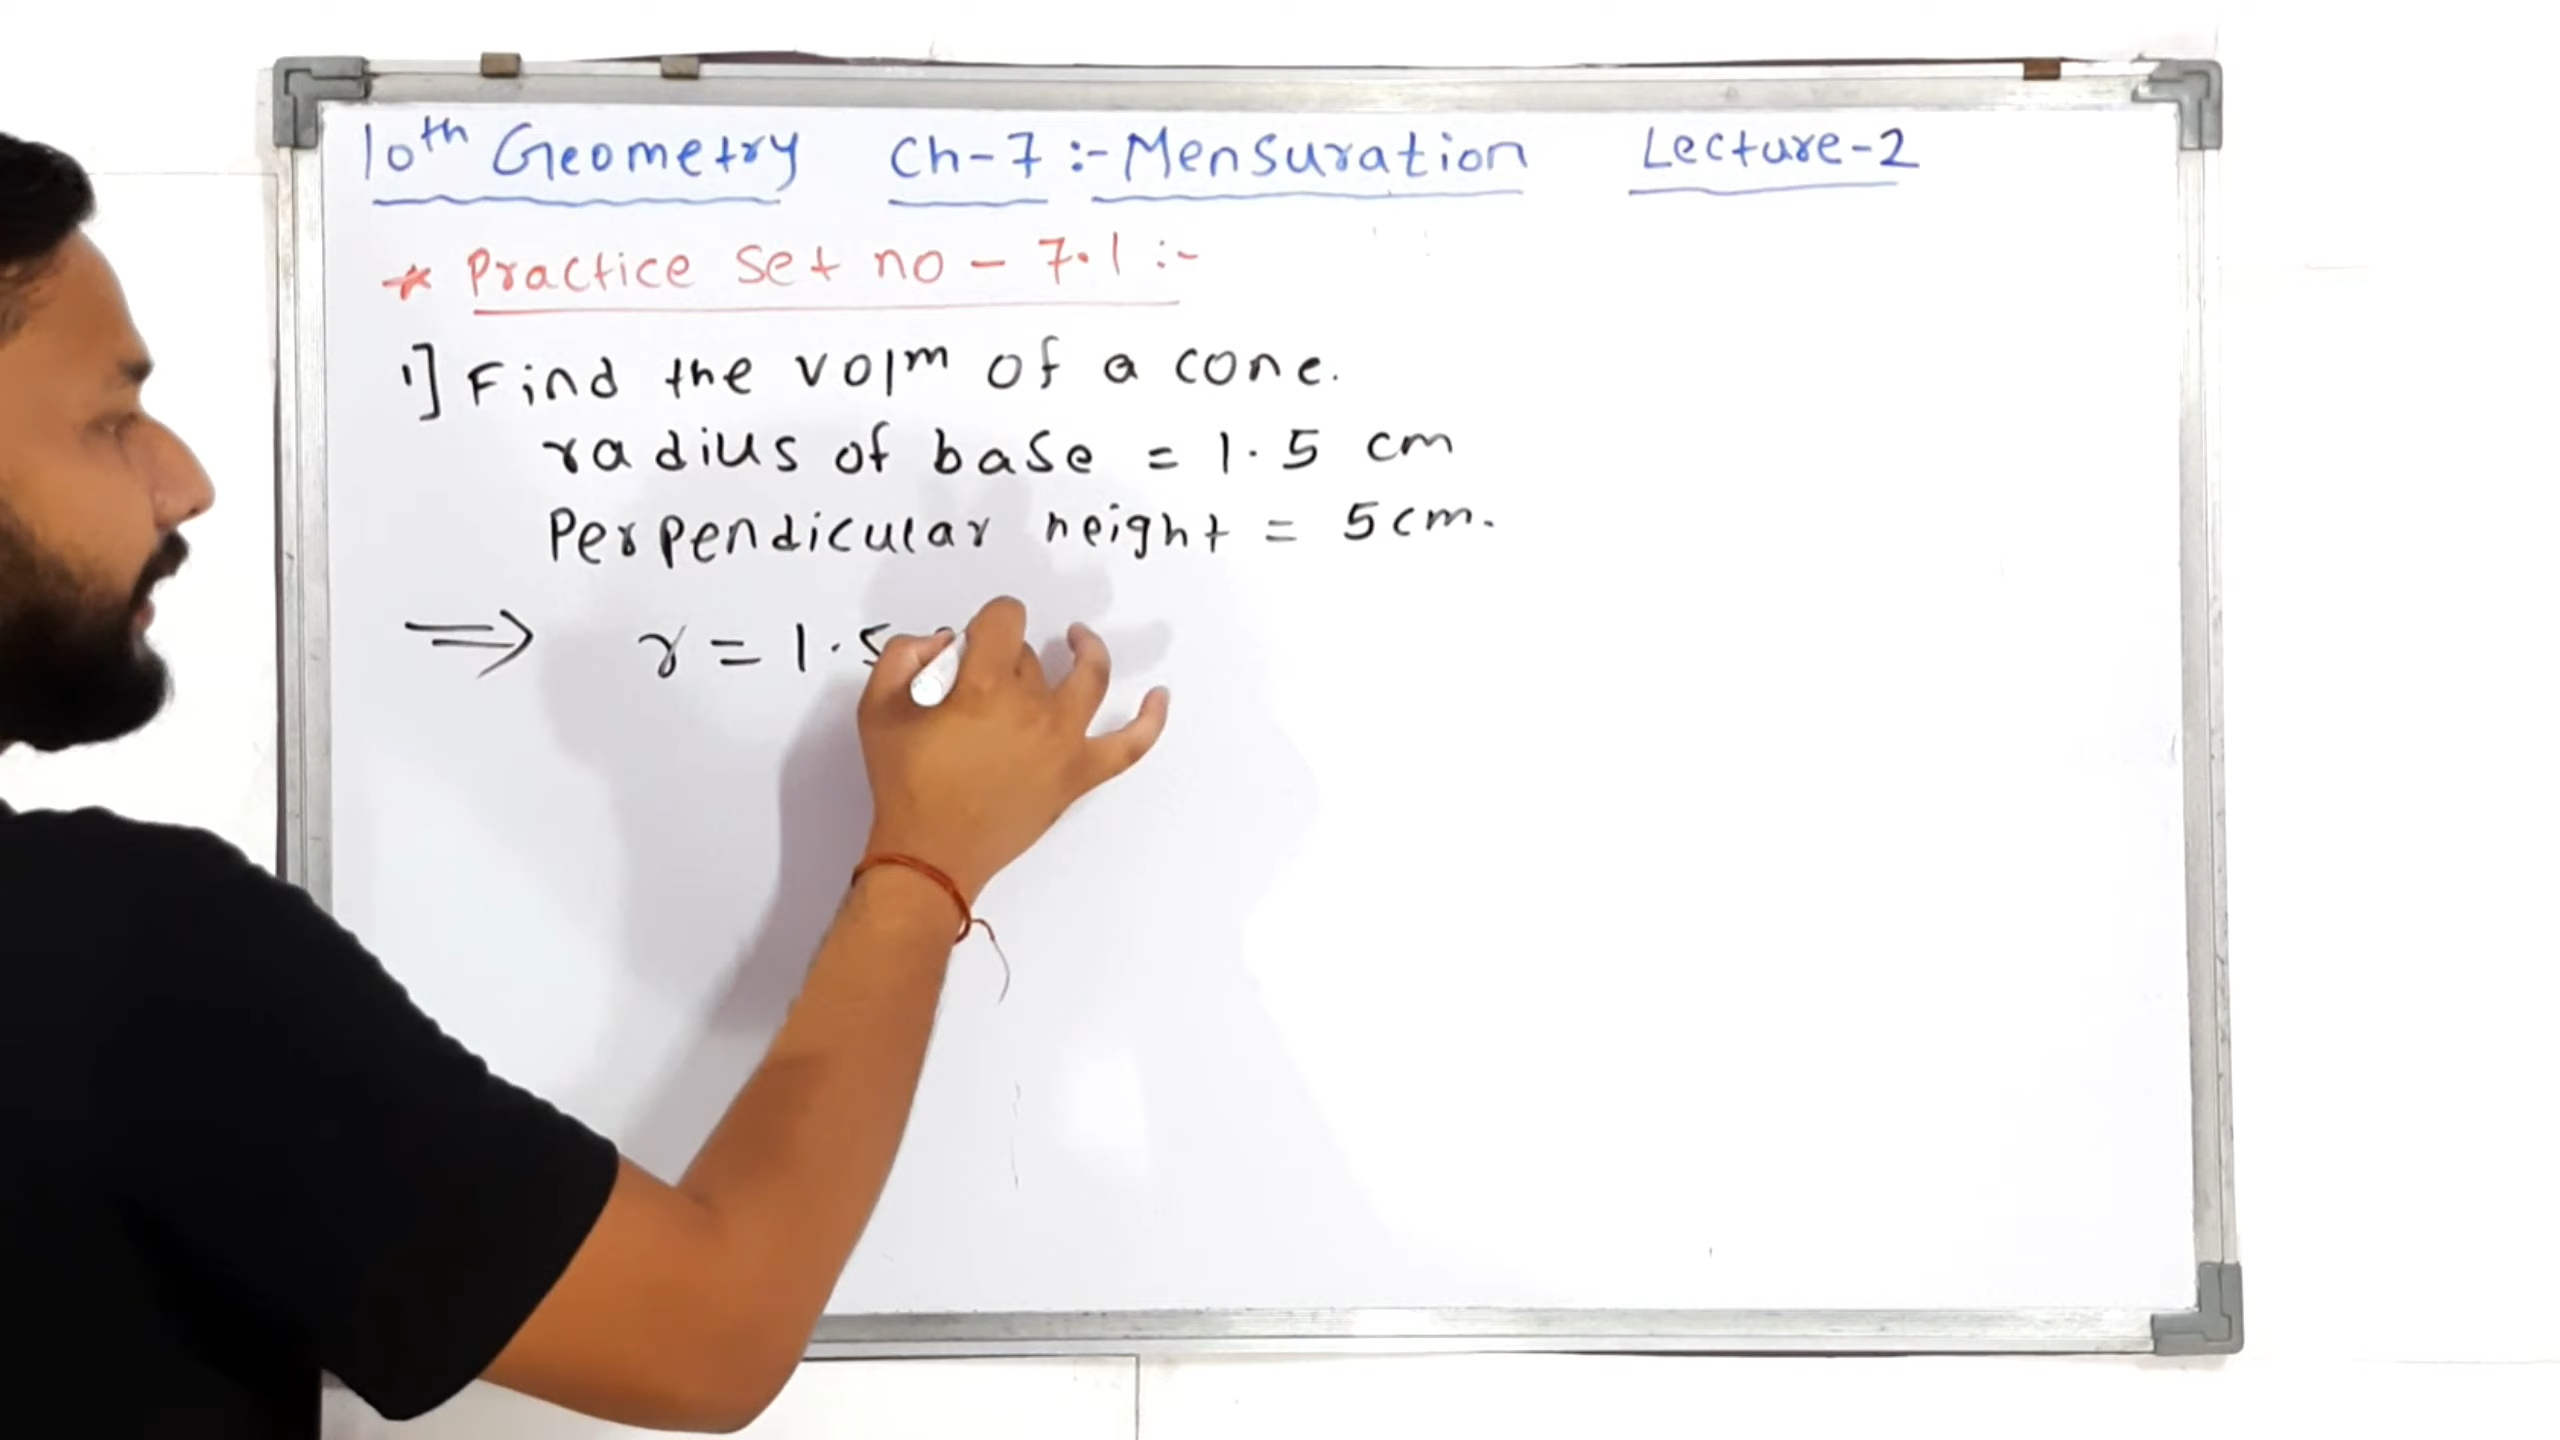 10th Geometry Ch-7 :- Mensuration Lecture-2
* Practice Set no - 7.1 :-
1] Find the volm of a cone.
radius of base = 1.5 cm
Perpendicular height = 5cm.
⇒ r = 1.5